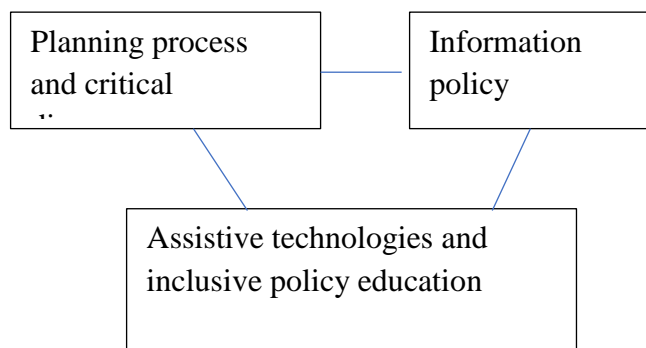 Planning process
and critical
Information
policy
Assistive technologies and
inclusive policy education